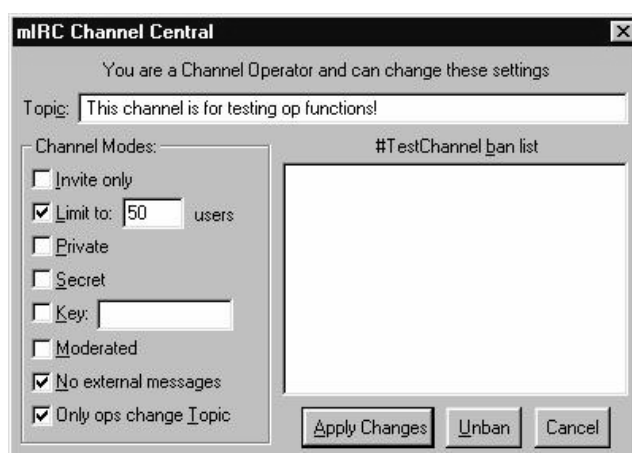 mIRC Channel Central
You are a Channel Operator and can change these settings
Topic: This channel is for testing op functions!
Channel Modes:
Invite only
Limit to: 50 users
Private
Secret
Key:
Moderated
No external messages
Only ops change Topic
#TestChannel ban list
Apply Changes Unban Cancel